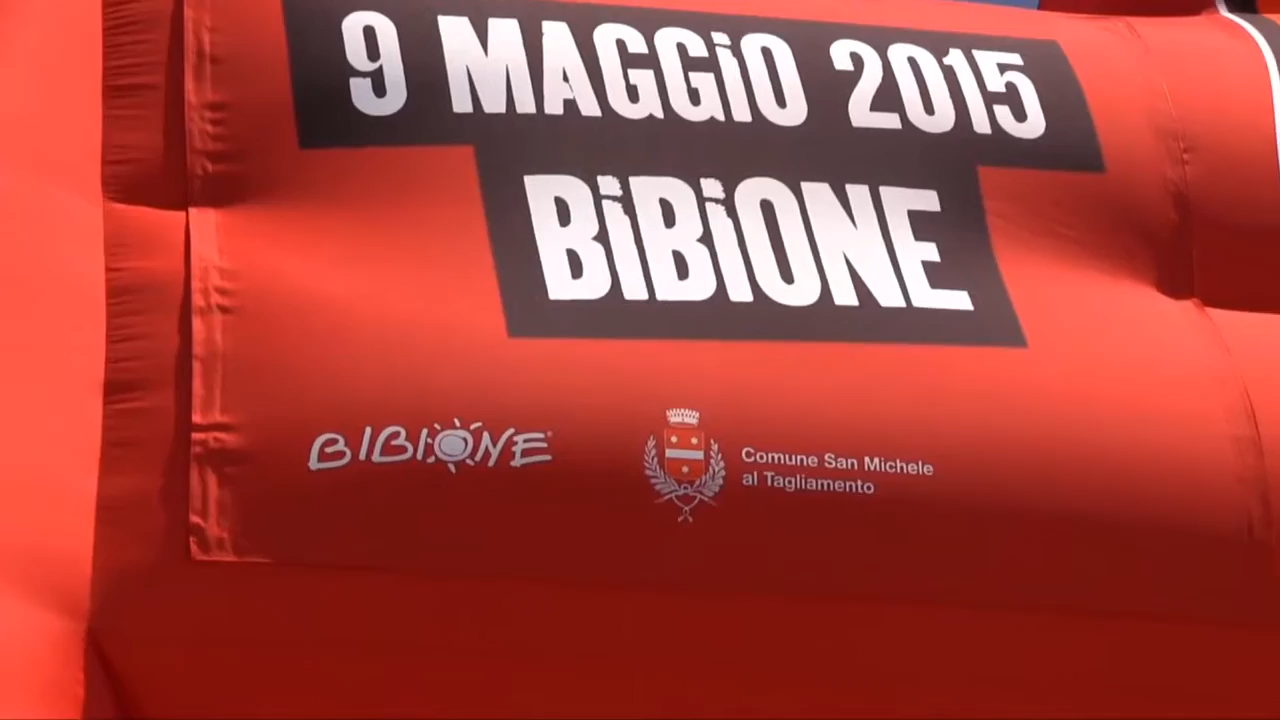 9 MAGGiO 2015
BiBiONE
BIBIONE
Comune San Michele
al Tagliamento